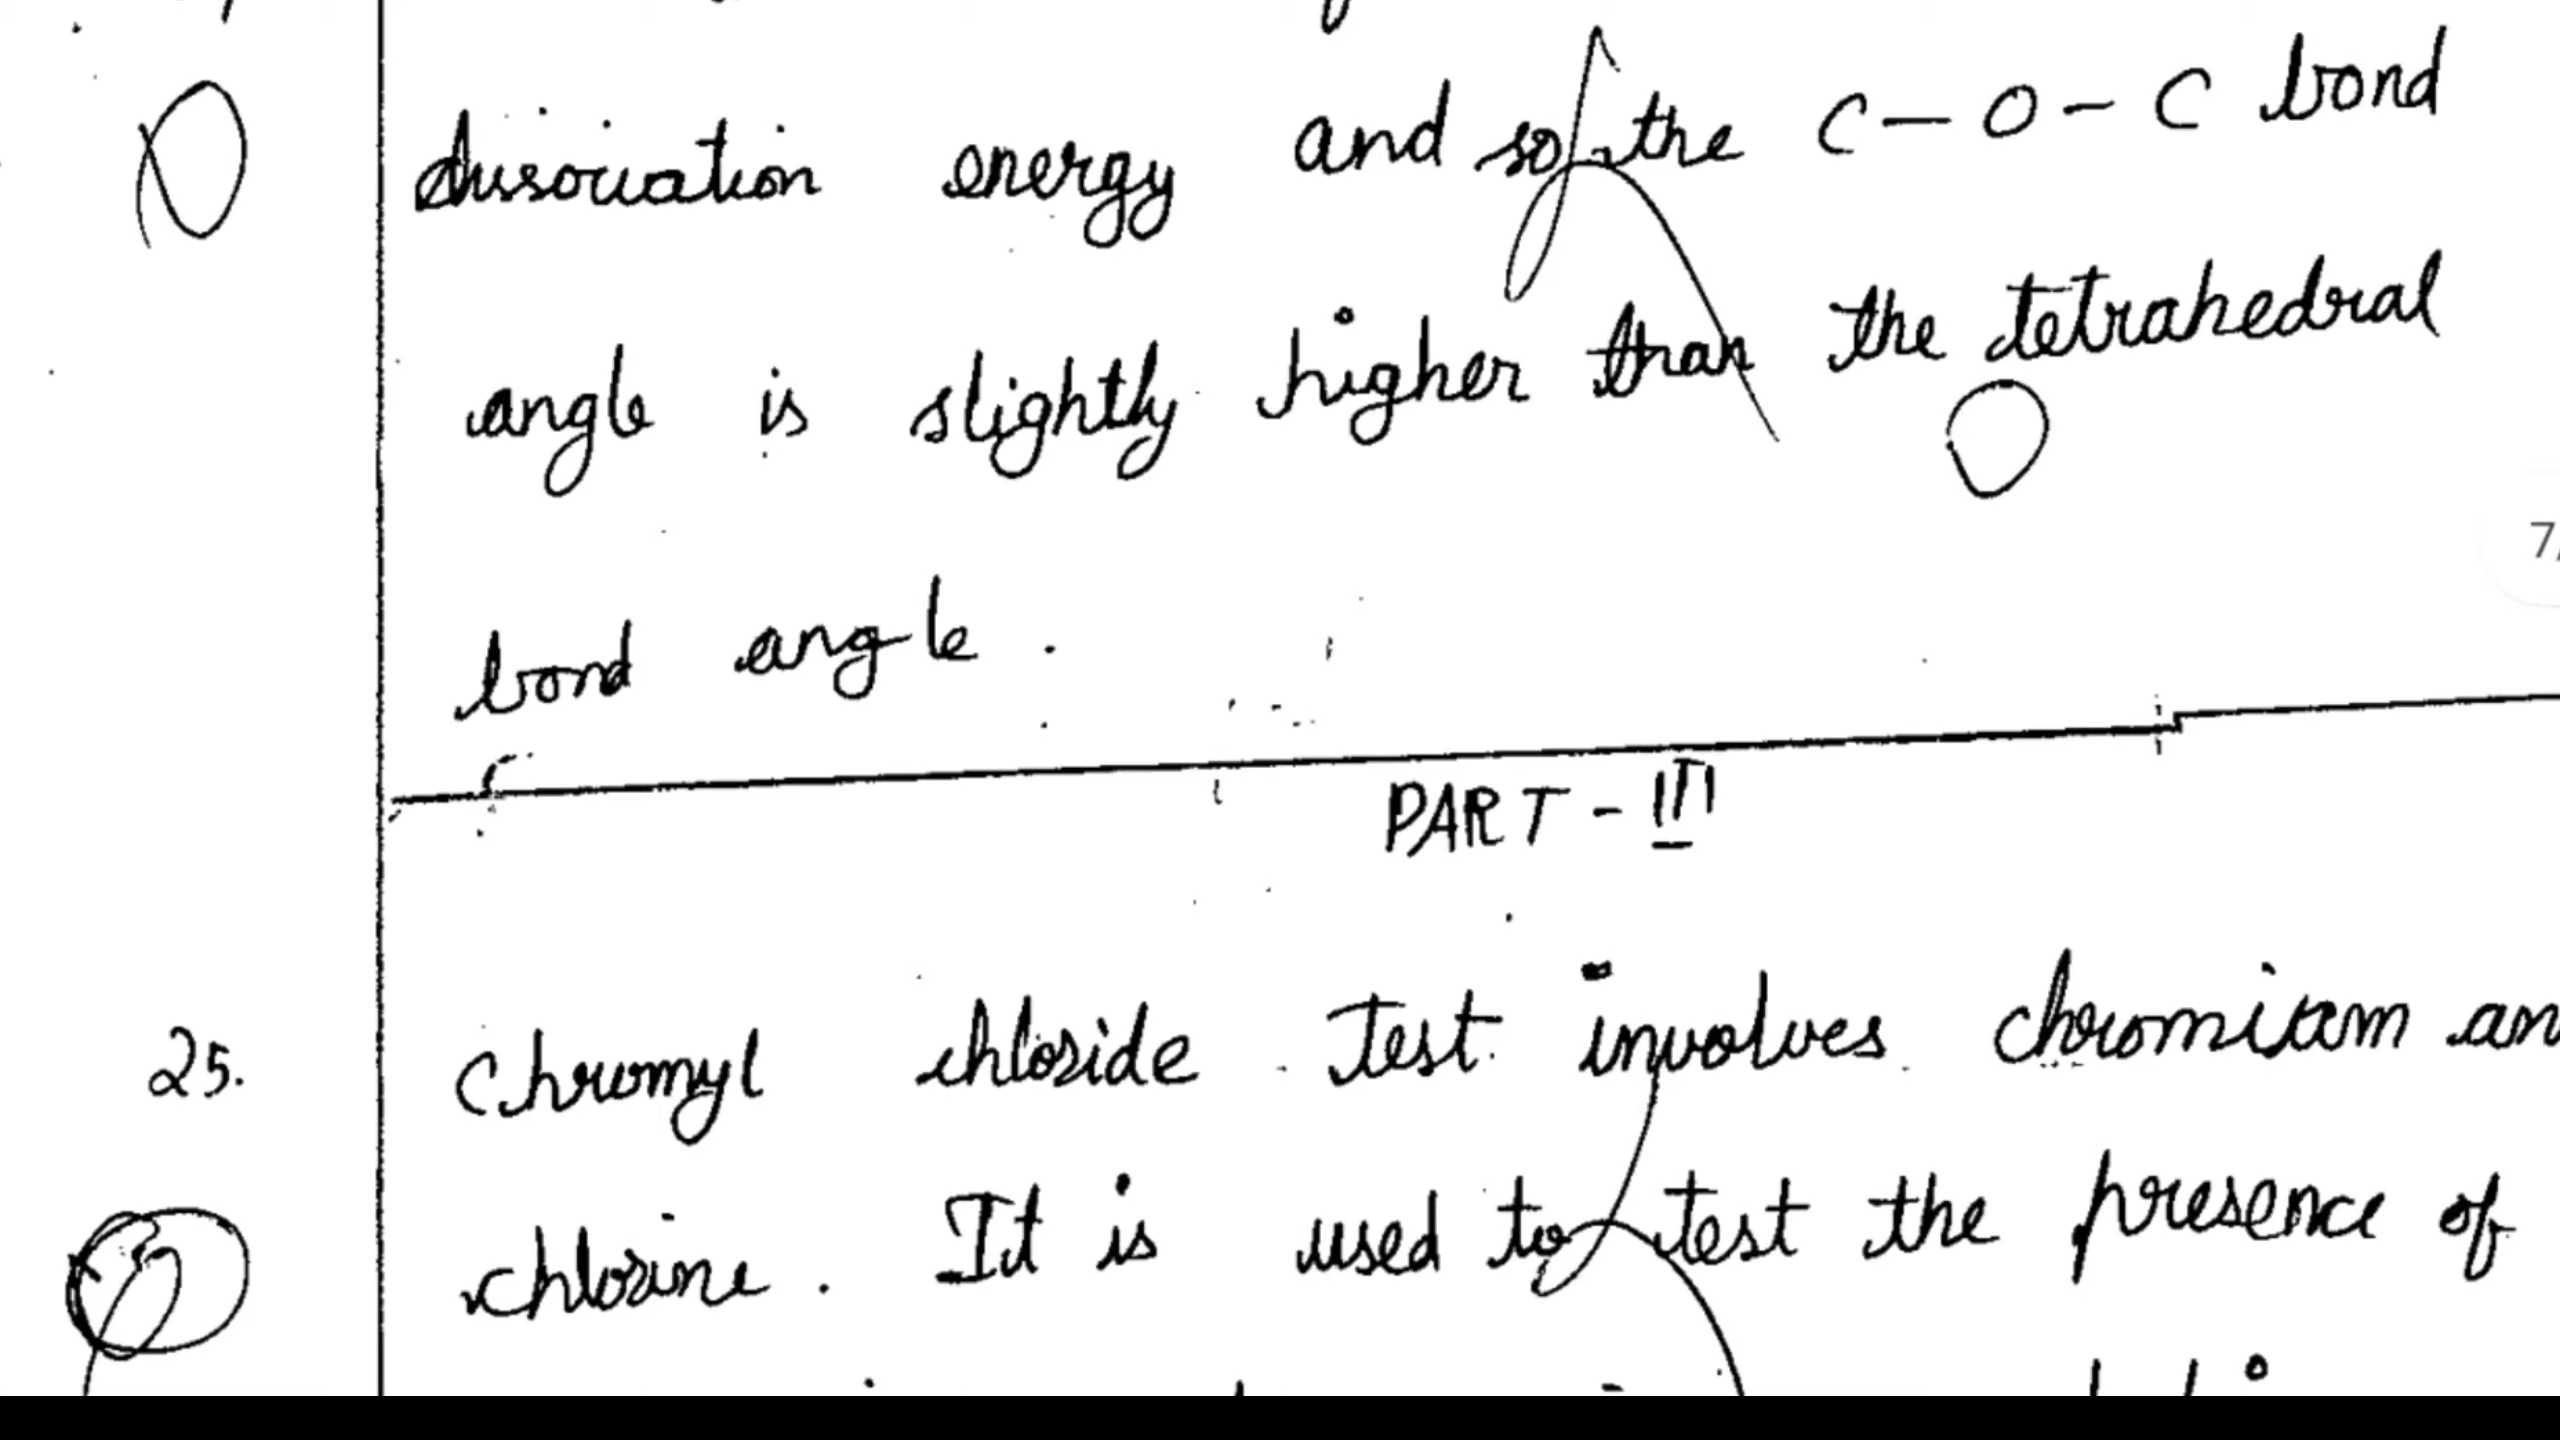 dissociation energy and so the C - O - C bond
angle is slightly higher than the tetrahedral
7/
bond angle.
PART - III
25. Chromyl chloride test involves chromium an
chlorine. It is used to test the presence of